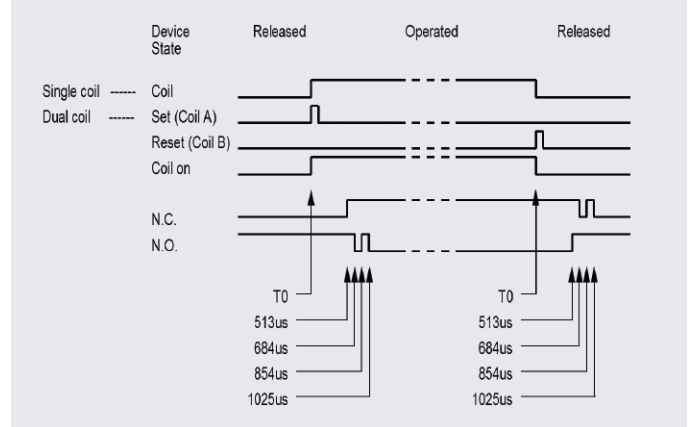 Device State Released Operated Released
Single coil ------ Coil
Dual coil ------ Set (Coil A)
Reset (Coil B)
Coil on
N.C.
N.O.
T0 T0
513us 513us
684us 684us
854us 854us
1025us 1025us